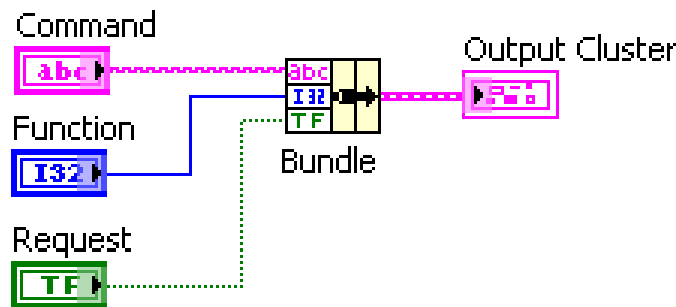 Command
abc
Function
I32
Request
TF
abc
I32
TF
Bundle
Output Cluster